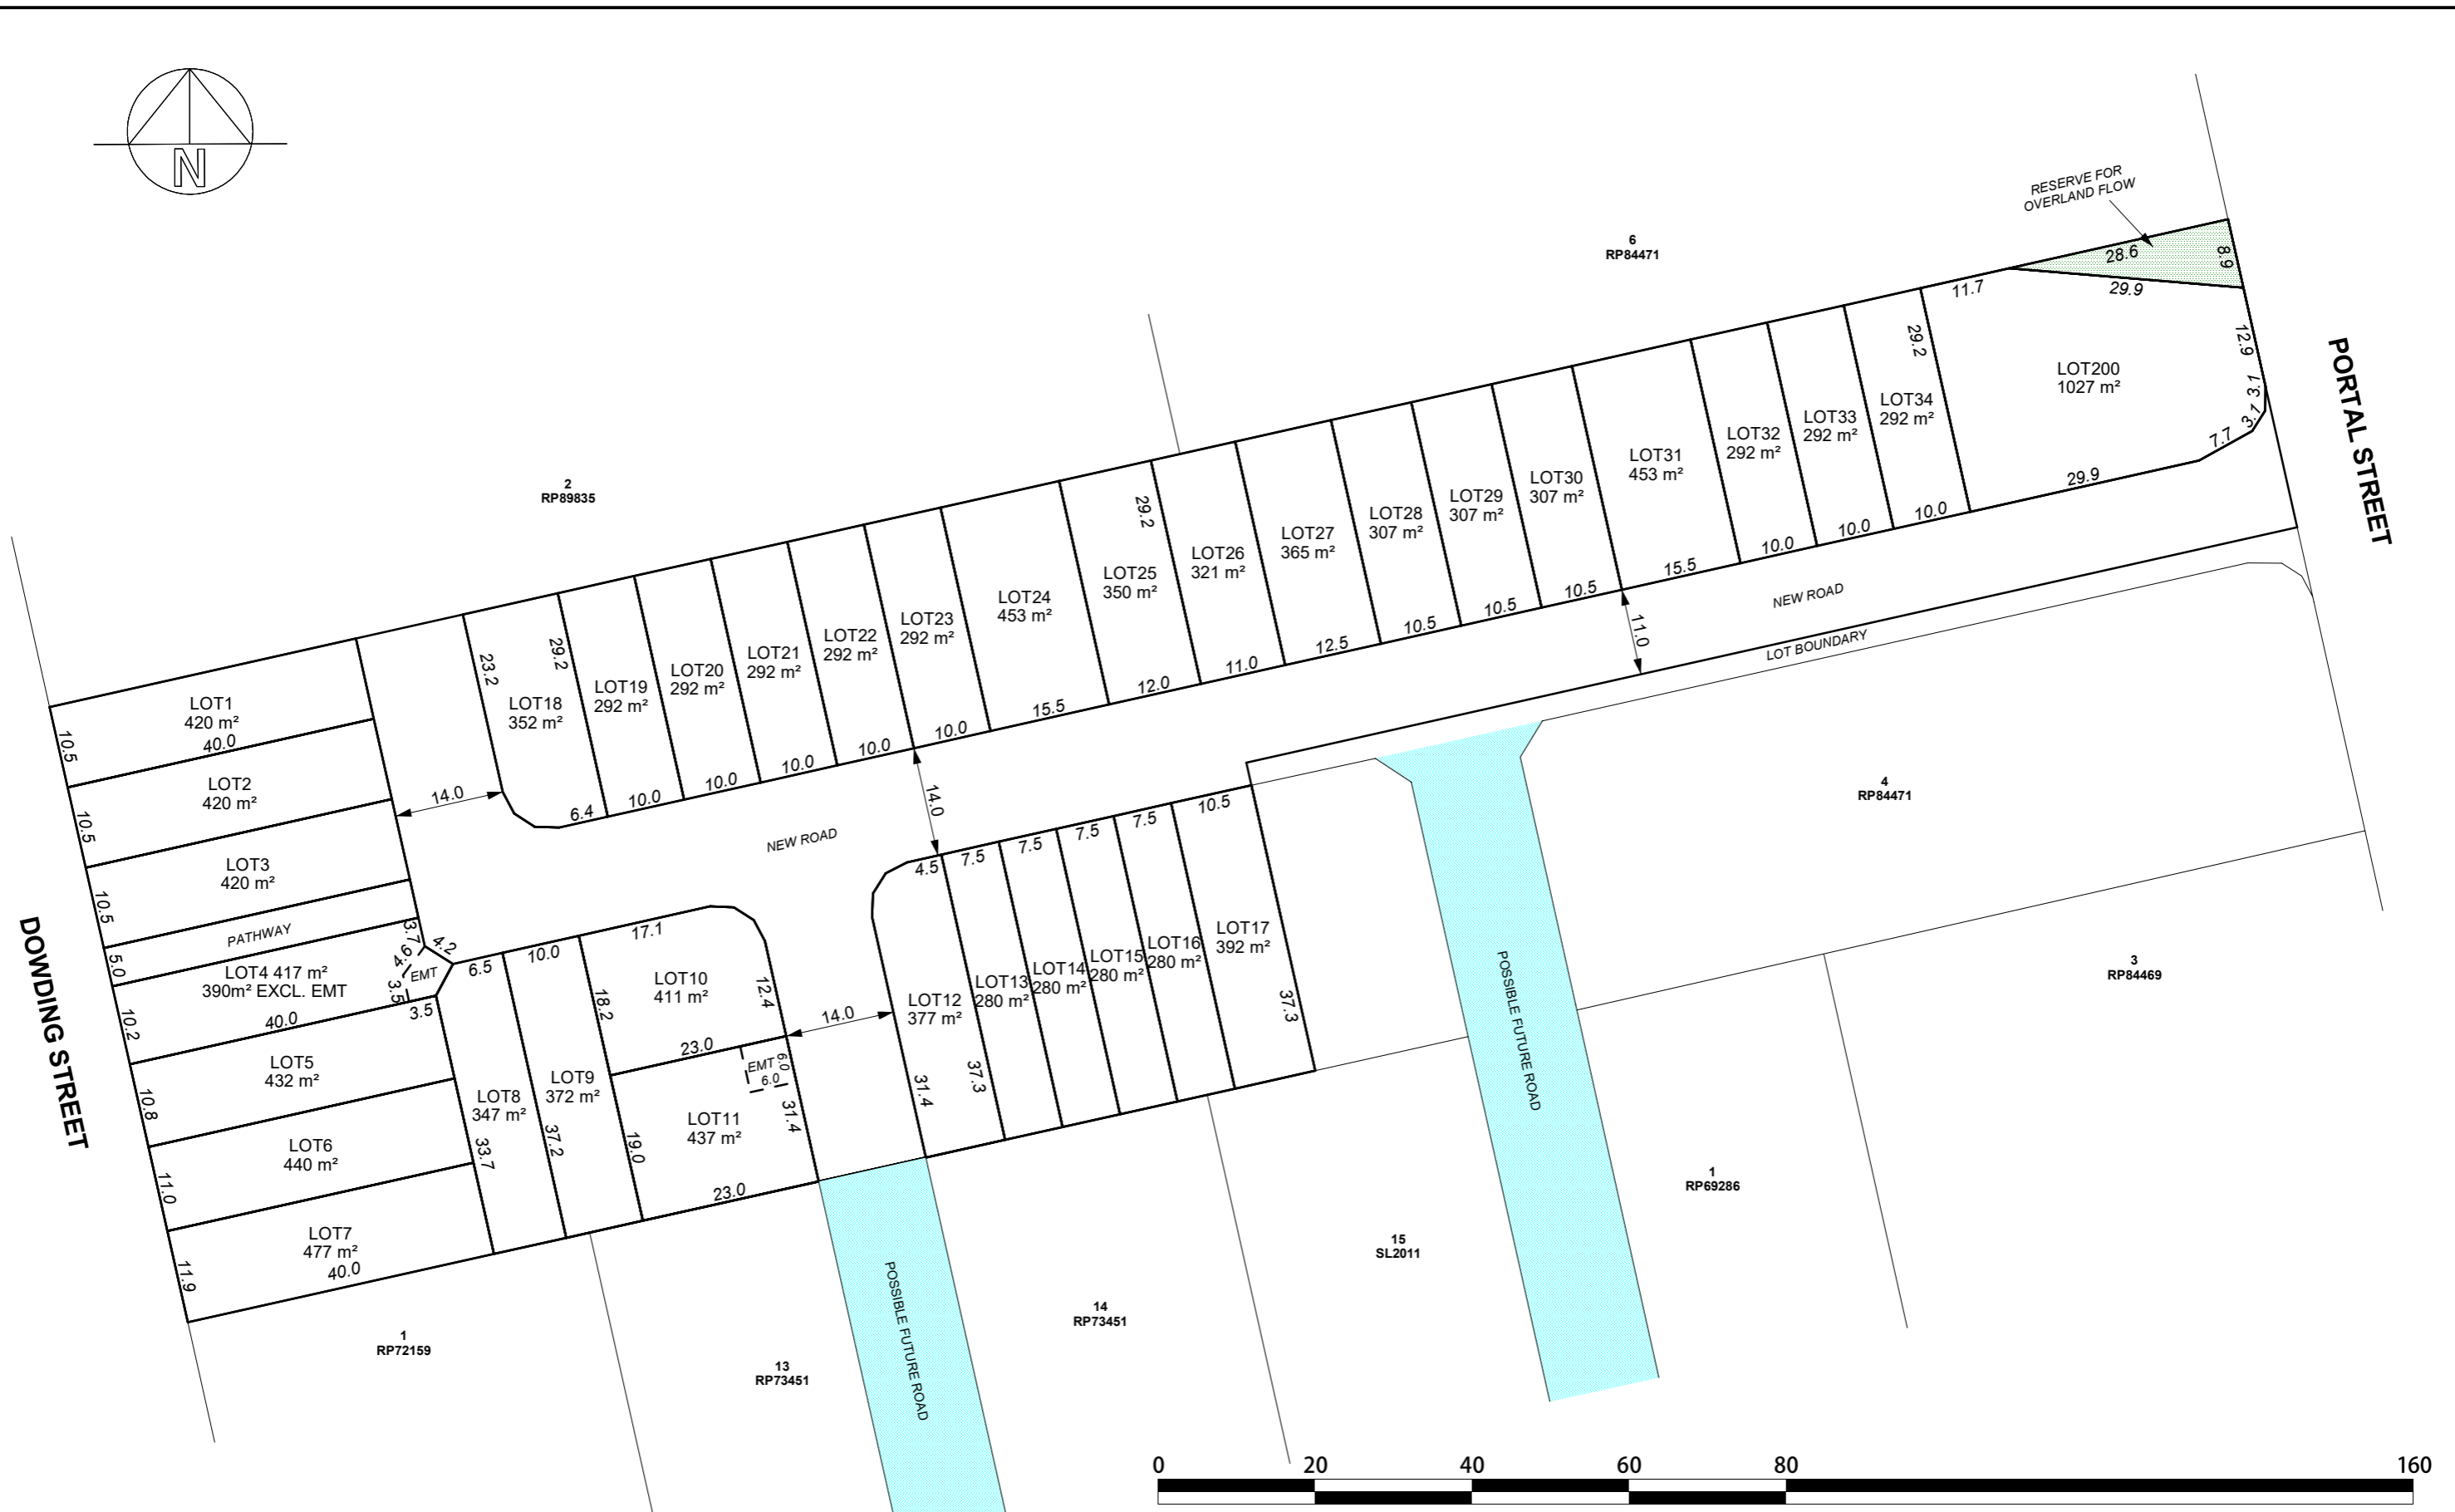 N
RESERVE FOR
OVERLAND FLOW
6
RP84471
28.6
8.9
29.9
11.7
12.9
3.1
3.1
7.7
29.9
LOT200
1027 m²
PORTAL STREET
29.2
LOT34
292 m²
10.0
LOT33
292 m²
10.0
LOT32
292 m²
10.0
LOT31
453 m²
15.5
LOT30
307 m²
10.5
LOT29
307 m²
10.5
LOT28
307 m²
10.5
LOT27
365 m²
12.5
LOT26
321 m²
11.0
29.2
LOT25
350 m²
12.0
LOT24
453 m²
15.5
LOT23
292 m²
10.0
LOT22
292 m²
10.0
LOT21
292 m²
10.0
LOT20
292 m²
10.0
LOT19
292 m²
10.0
29.2
23.2
LOT18
352 m²
6.4
2
RP89835
NEW ROAD
11.0
LOT BOUNDARY
LOT1
420 m²
40.0
10.5
LOT2
420 m²
10.5
LOT3
420 m²
10.5
14.0
PATHWAY
5.0
3.7
4.2
4.6
EMT
3.5
3.5
LOT4 417 m²
390m² EXCL. EMT
40.0
10.2
LOT5
432 m²
10.8
LOT6
440 m²
11.0
LOT7
477 m²
40.0
11.9
DOWDING STREET
NEW ROAD
14.0
6.5
LOT8
347 m²
33.7
10.0
LOT9
372 m²
37.2
17.1
LOT10
411 m²
18.2
12.4
23.0
EMT
6.0
6.0
LOT11
437 m²
19.0
31.4
23.0
14.0
4.5
LOT12
377 m²
31.4
37.3
7.5
LOT13
280 m²
7.5
LOT14
280 m²
7.5
LOT15
280 m²
7.5
LOT16
280 m²
10.5
LOT17
392 m²
37.3
4
RP84471
3
RP84469
POSSIBLE FUTURE ROAD
1
RP69286
15
SL2011
14
RP73451
POSSIBLE FUTURE ROAD
13
RP73451
1
RP72159
0 20 40 60 80 160